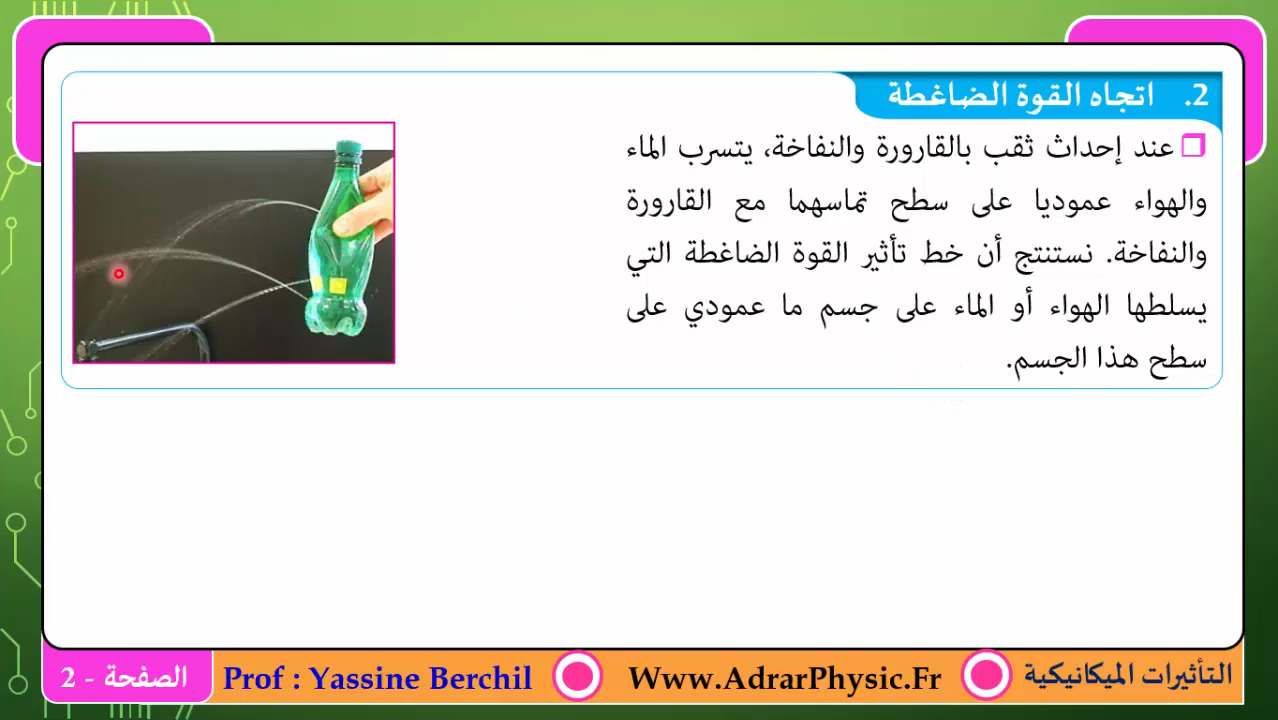 2. اتجاه القوة الضاغطة
عند إحداث ثقب بالقارورة والنفاخة، يتسرب الماء
والهواء عموديا على سطح تماسهما مع القارورة
والنفاخة. نستنتج أن خط تأثير القوة الضاغطة التي
يسلطها الهواء أو الماء على جسم ما عمودي على
سطح هذا الجسم.
التأثيرات الميكانيكية
Www.AdrarPhysic.Fr
Prof : Yassine Berchil
الصفحة - 2